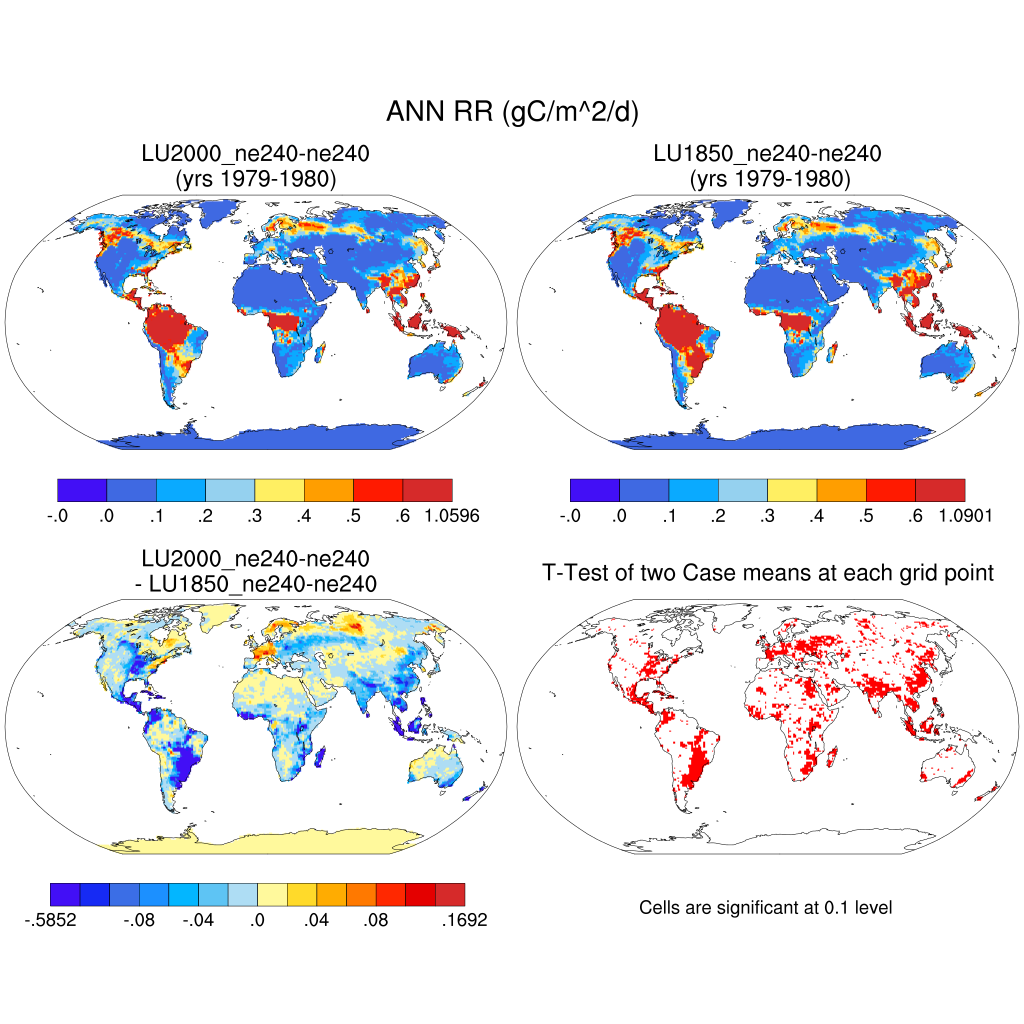 ANN RR (gC/m^2/d)
LU2000_ne240-ne240
(yrs 1979-1980)
LU1850_ne240-ne240
(yrs 1979-1980)
-.0 .0 .1 .2 .3 .4 .5 .6 1.0596
-.0 .0 .1 .2 .3 .4 .5 .6 1.0901
LU2000_ne240-ne240
- LU1850_ne240-ne240
T-Test of two Case means at each grid point
-.5852 -.08 -.04 .0 .04 .08 .1692
Cells are significant at 0.1 level